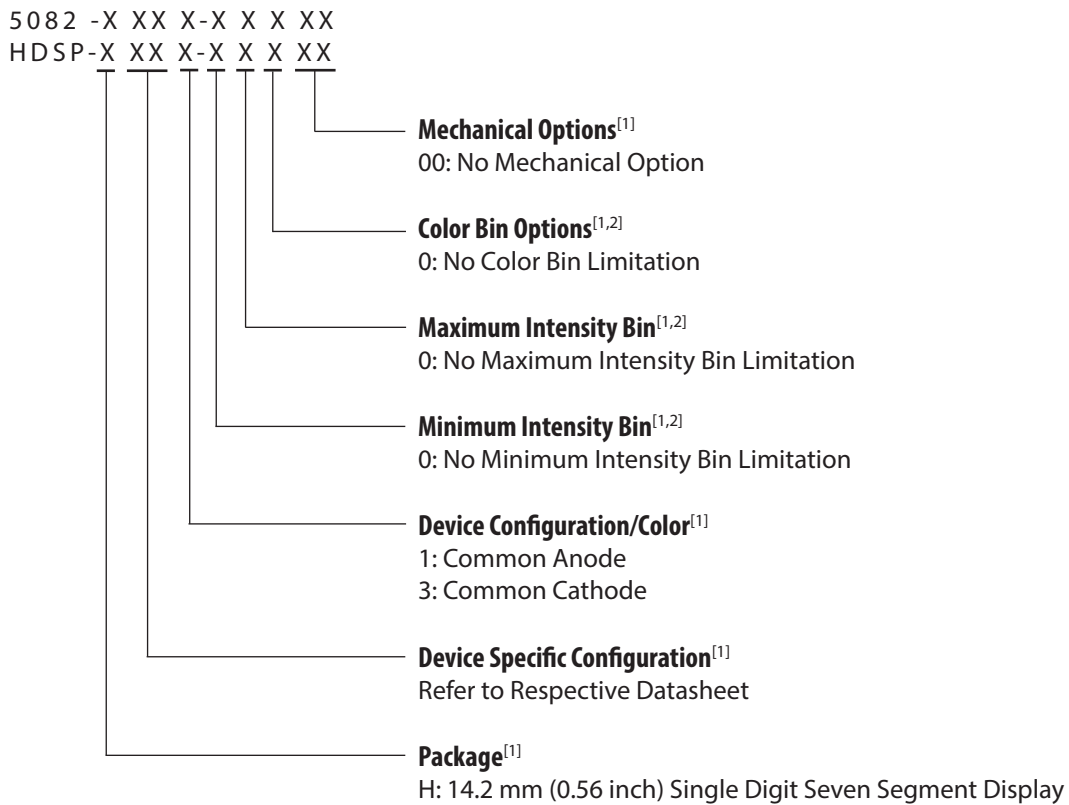 5082 -X XX X-X X X XX
HDSP-X XX X-X X X XX
Mechanical Options[1]
00: No Mechanical Option
Color Bin Options[1,2]
0: No Color Bin Limitation
Maximum Intensity Bin[1,2]
0: No Maximum Intensity Bin Limitation
Minimum Intensity Bin[1,2]
0: No Minimum Intensity Bin Limitation
Device Configuration/Color[1]
1: Common Anode
3: Common Cathode
Device Specific Configuration[1]
Refer to Respective Datasheet
Package[1]
H: 14.2 mm (0.56 inch) Single Digit Seven Segment Display